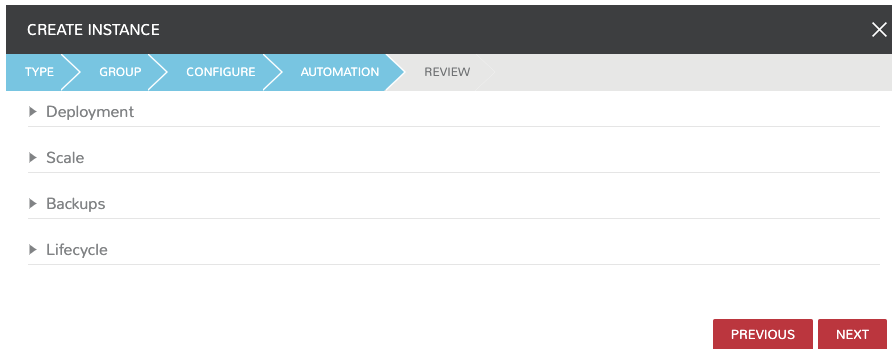 CREATE INSTANCE
TYPE GROUP CONFIGURE AUTOMATION REVIEW
Deployment
Scale
Backups
Lifecycle
PREVIOUS NEXT